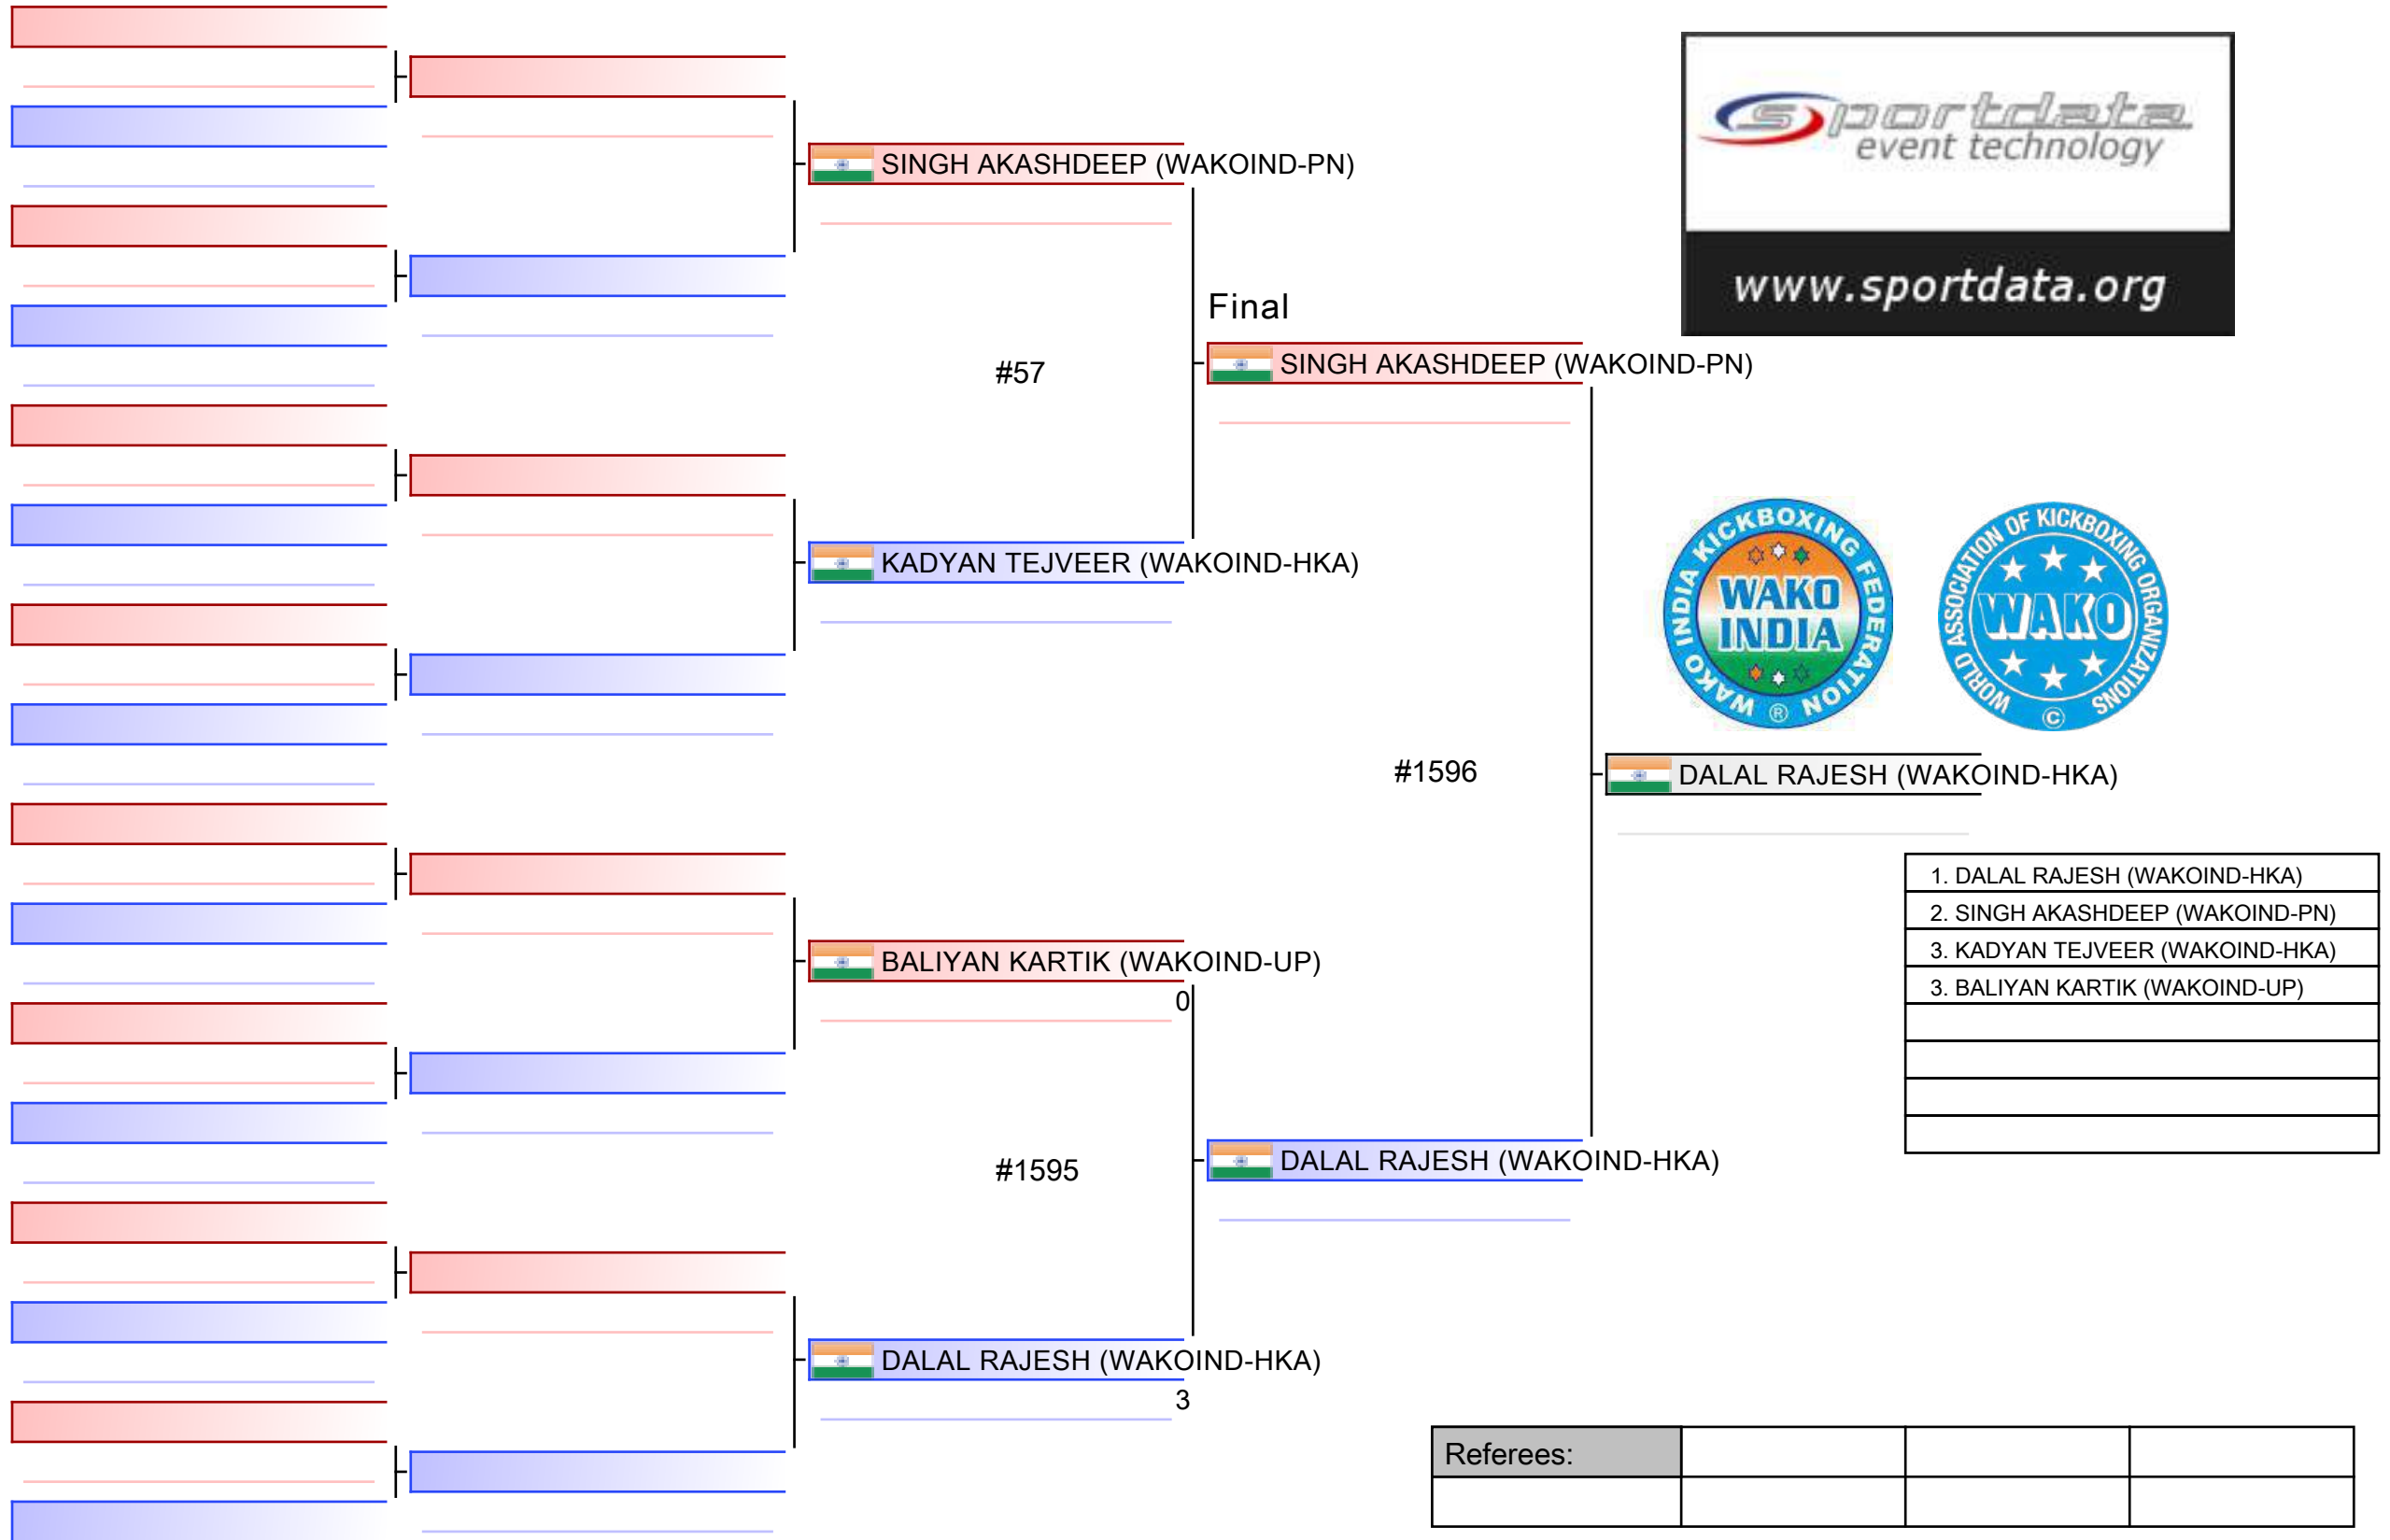 sportdata
event technology
www.sportdata.org
SINGH AKASHDEEP (WAKOIND-PN)
Final
#57
SINGH AKASHDEEP (WAKOIND-PN)
KADYAN TEJVEER (WAKOIND-HKA)
WAKO INDIA KICKBOXING FEDERATION ®
WAKO
INDIA
WORLD ASSOCIATION OF KICKBOXING ORGANIZATIONS
WAKO
©
#1596
DALAL RAJESH (WAKOIND-HKA)
1. DALAL RAJESH (WAKOIND-HKA)
2. SINGH AKASHDEEP (WAKOIND-PN)
3. KADYAN TEJVEER (WAKOIND-HKA)
3. BALIYAN KARTIK (WAKOIND-UP)
BALIYAN KARTIK (WAKOIND-UP)
0
#1595
DALAL RAJESH (WAKOIND-HKA)
DALAL RAJESH (WAKOIND-HKA)
3
Referees: